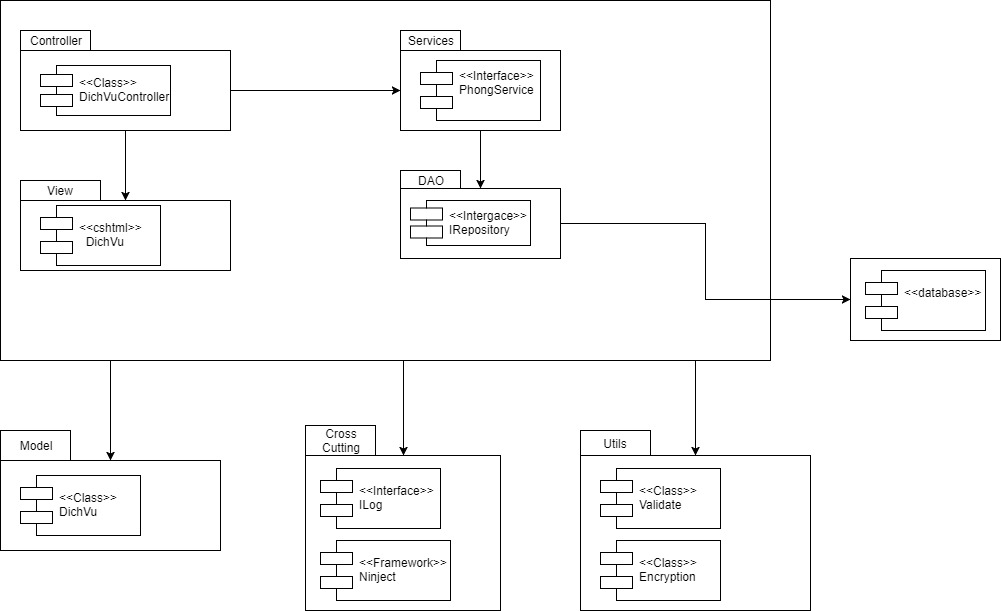 Controller
<<Class>>
DichVuController
Services
<<Interface>>
PhongService
View
<<cshtml>>
DichVu
DAO
<<Intergace>>
IRepository
<<database>>
Model
<<Class>>
DichVu
Cross
Cutting
<<Interface>>
ILog
<<Framework>>
Ninject
Utils
<<Class>>
Validate
<<Class>>
Encryption